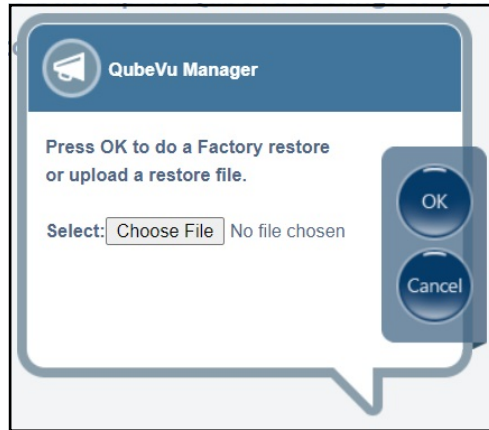 QubeVu Manager
Press OK to do a Factory restore
or upload a restore file.
Select: Choose File No file chosen
OK
Cancel